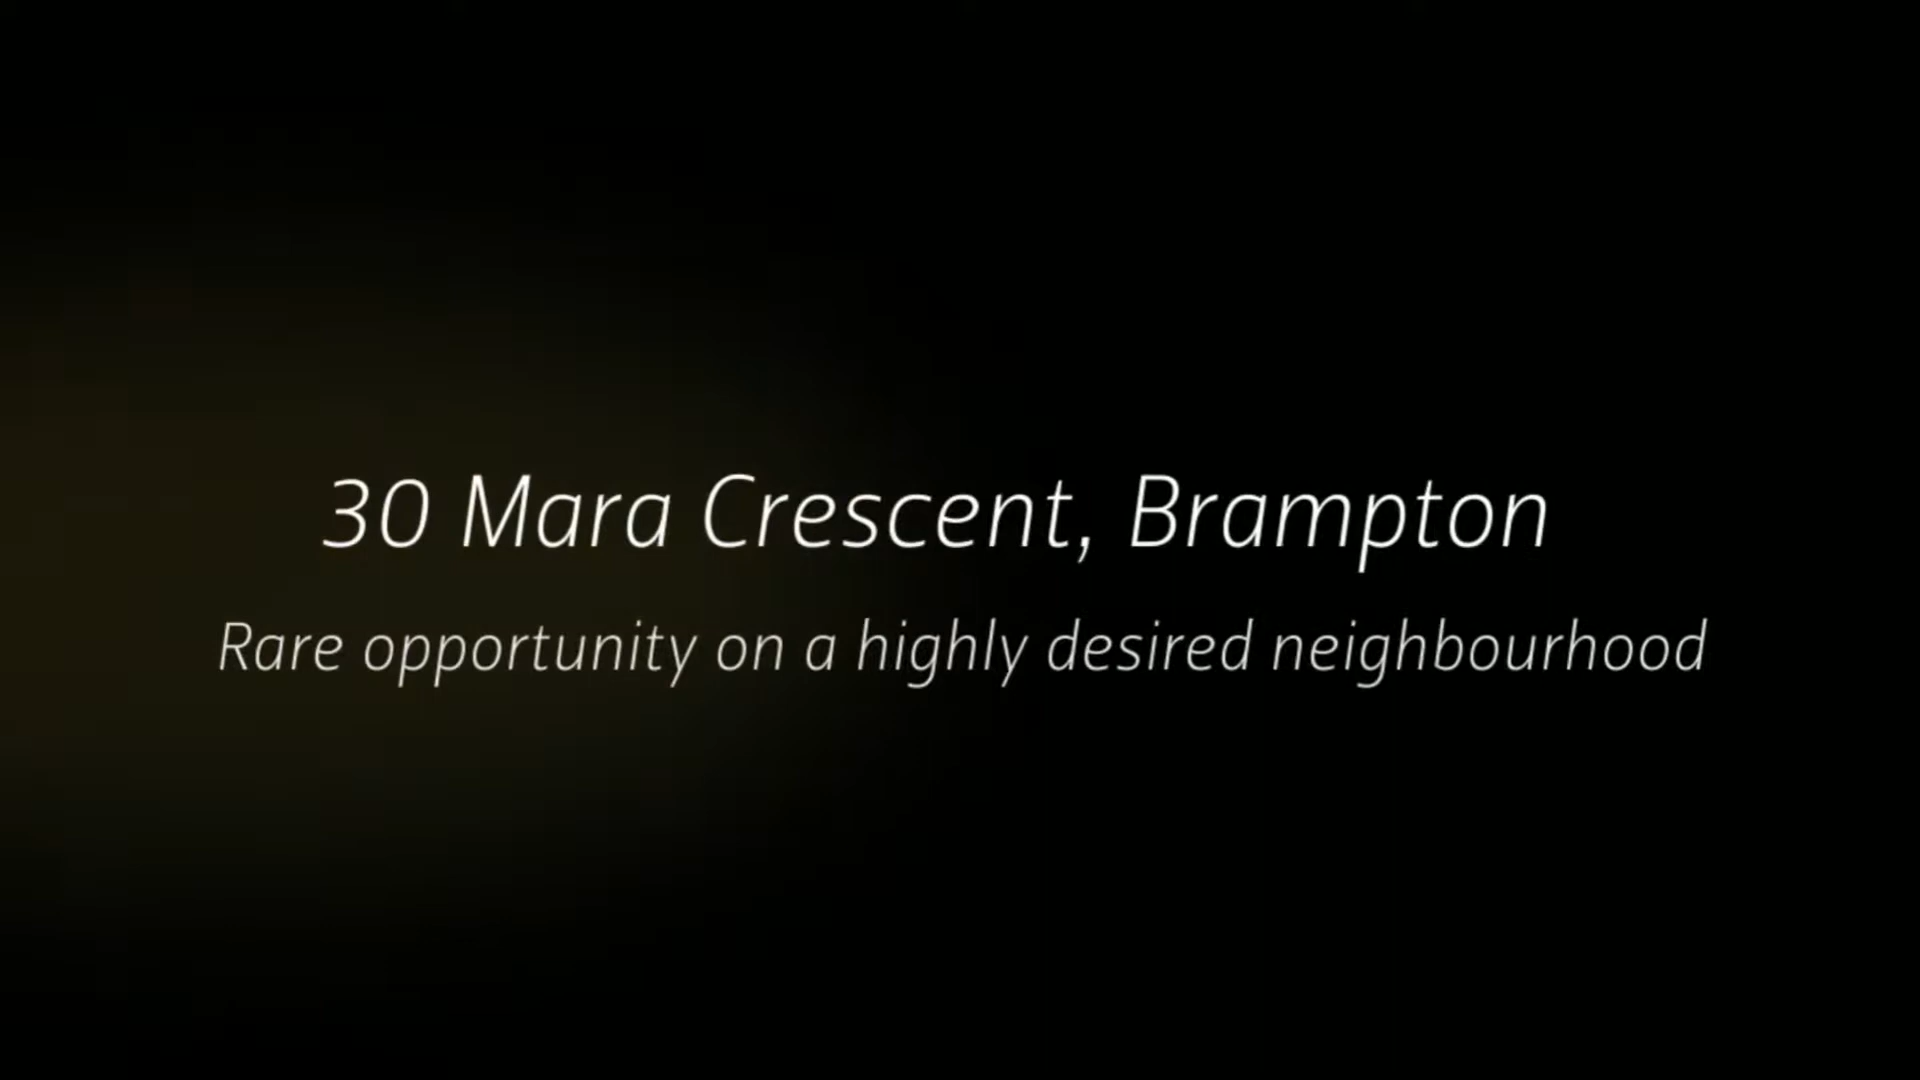 30 Mara Crescent, Brampton
Rare opportunity on a highly desired neighbourhood